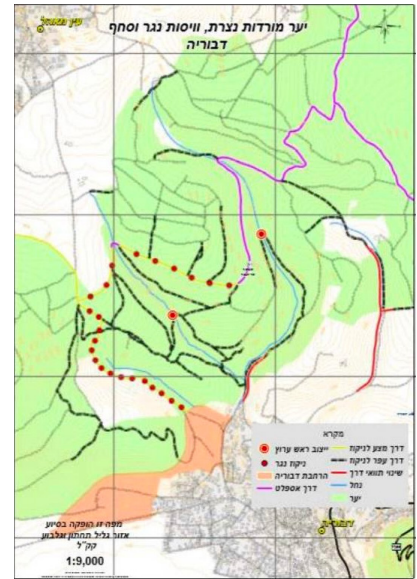 עין מאהל
יער מורדות נצרת, וויסות נגר וסחף
דבוריה
מקרא
ייצוב ראש ערוץ
ניקוז נגר
הרחבת דבוריה
דרך אספלט
דרך מצע לניקוז
דרך עפר לניקוז
שינוי תוואי דרך
נחל
יער
מפה זו הופקה בסיוע
אזור גליל תחתון וגלבוע
קק"ל
1:9,000